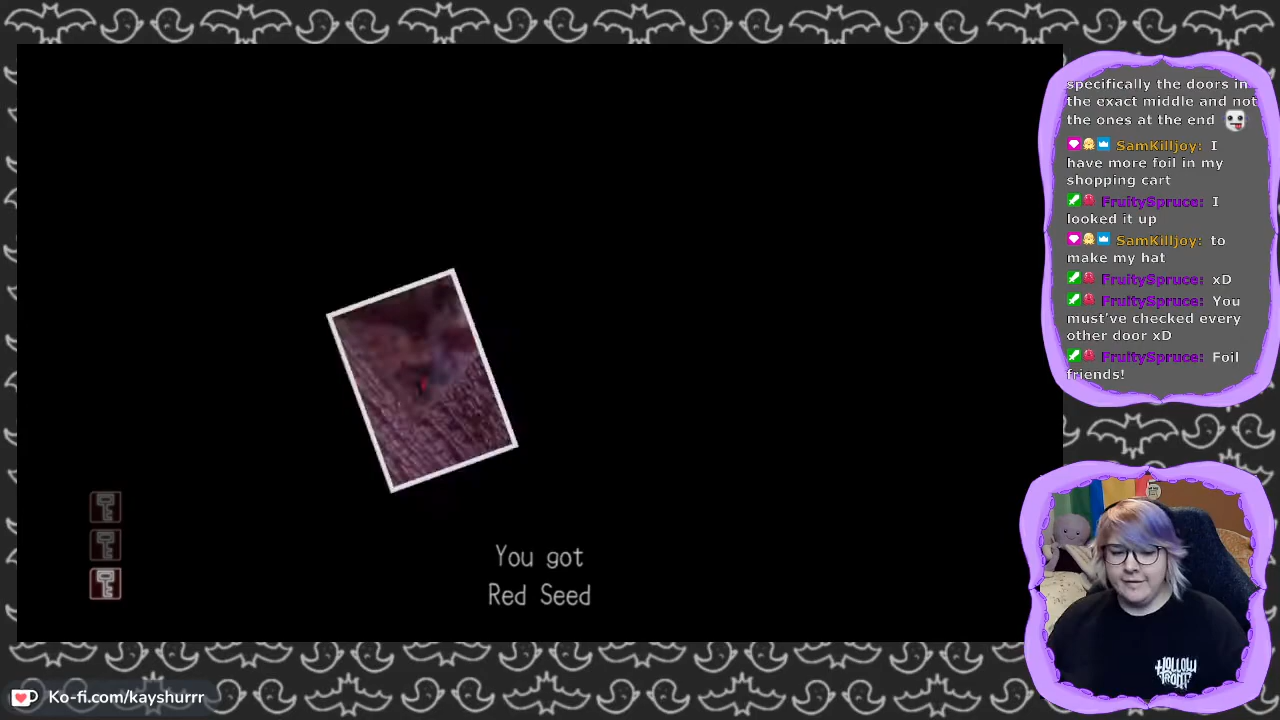 specifically the doors in
the exact middle and not
the ones at the end
SamKilljoy: I
have more foil in my
shopping cart
FruitySpruce: I
looked it up
SamKilljoy: to
make my hat
FruitySpruce: xD
FruitySpruce: You
must've checked every
other door xD
FruitySpruce: Foil
friends!
You got
Red Seed
HOLLOW
FRONT
Ko-fi.com/kayshurrr